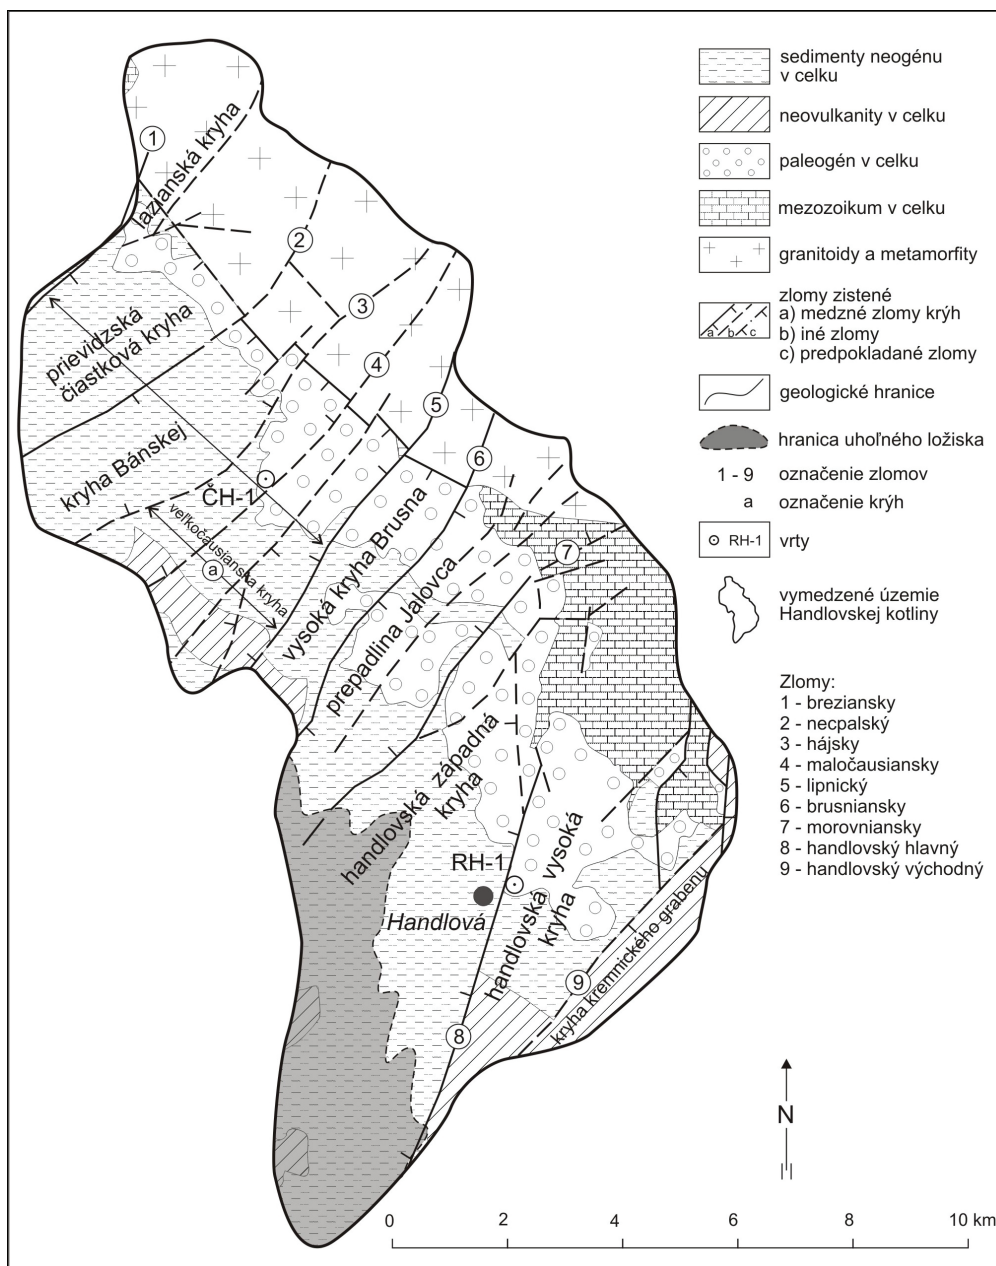 1
lazianská kryha
2
3
4
5
6
7
prievidzská
čiastková kryha
kryha Bánskej
ČH-1
veľkočausianska kryha
a
vysoká kryha Brusna
prepadlina Jalovca
handlovská západná
kryha
RH-1
Handlová
handlovská vysoká
kryha
8
9
kryha kremnického grabenu
sedimenty neogénu
v celku
neovulkanity v celku
paleogén v celku
mezozoikum v celku
granitoidy a metamorfity
zlomy zistené
a) medzné zlomy krýh
b) iné zlomy
c) predpokladané zlomy
a b c
geologické hranice
hranica uhoľného ložiska
1 - 9 označenie zlomov
a označenie krýh
RH-1 vrty
vymedzené územie
Handlovskej kotliny
Zlomy:
1 - breziansky
2 - necpalský
3 - hájsky
4 - maločausiansky
5 - lipnický
6 - brusniansky
7 - morovniansky
8 - handlovský hlavný
9 - handlovský východný
N
0 2 4 6 8 10 km